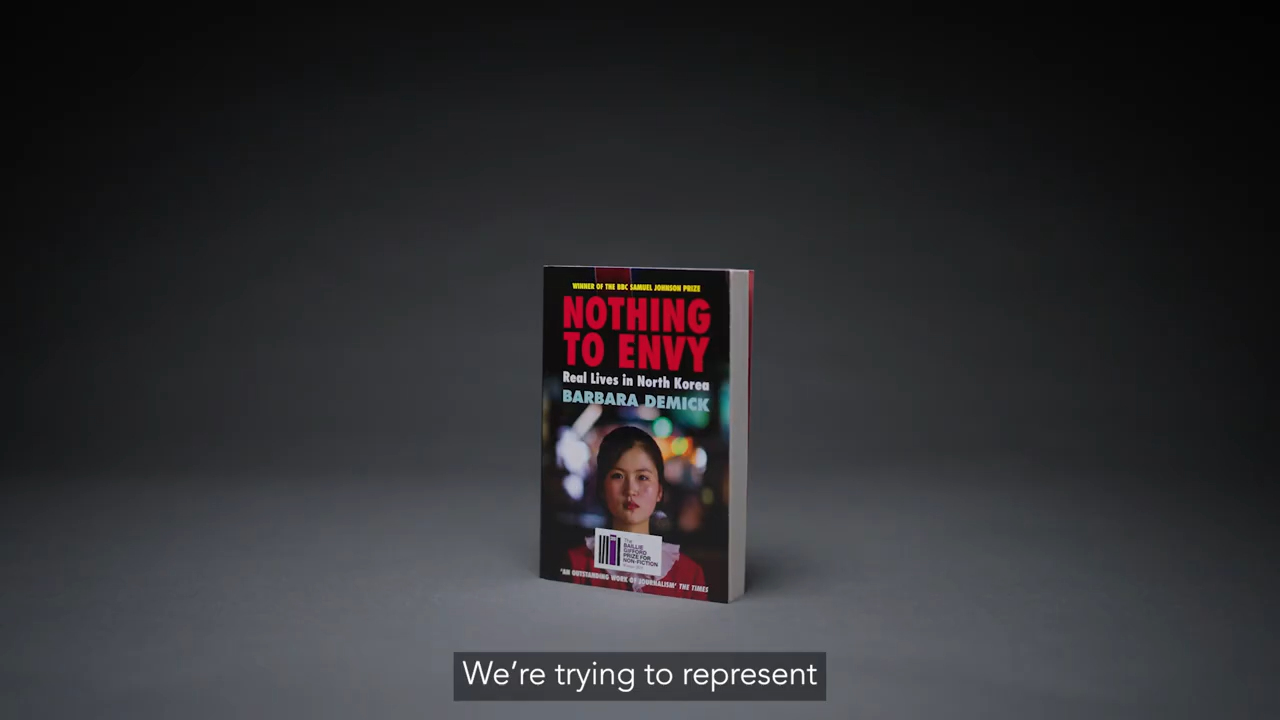 WINNER OF THE BBC SAMUEL JOHNSON PRIZE
NOTHING
TO ENVY
Real Lives in North Korea
BARBARA DEMICK
The
BAILLIE
GIFFORD
PRIZE FOR
NON-FICTION
'AN OUTSTANDING WORK OF JOURNALISM' THE TIMES
We're trying to represent